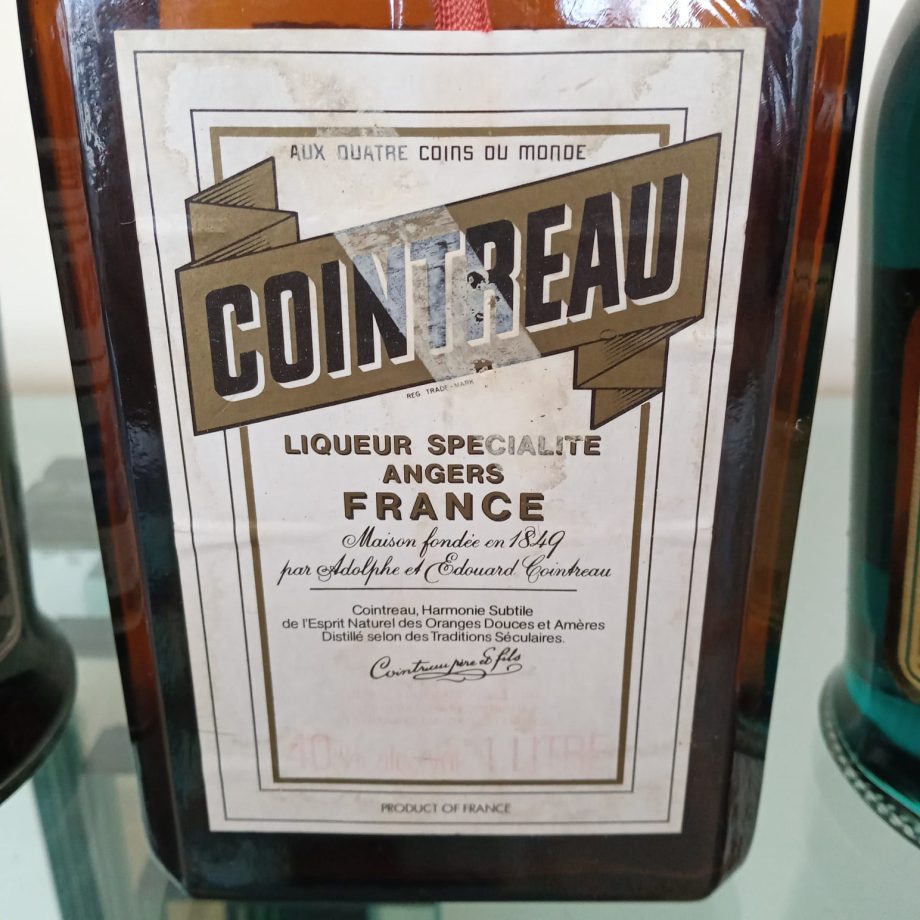 AUX QUATRE COINS DU MONDE
COINTREAU
REG. TRADE-MARK
LIQUEUR SPECIALITE
ANGERS
FRANCE
Maison fondée en 1849
par Adolphe et Edouard Cointreau
Cointreau, Harmonie Subtile
de l'Esprit Naturel des Oranges Douces et Amères
Distillé selon des Traditions Séculaires.
Cointreau père et fils
40 1 LITRE
PRODUCT OF FRANCE